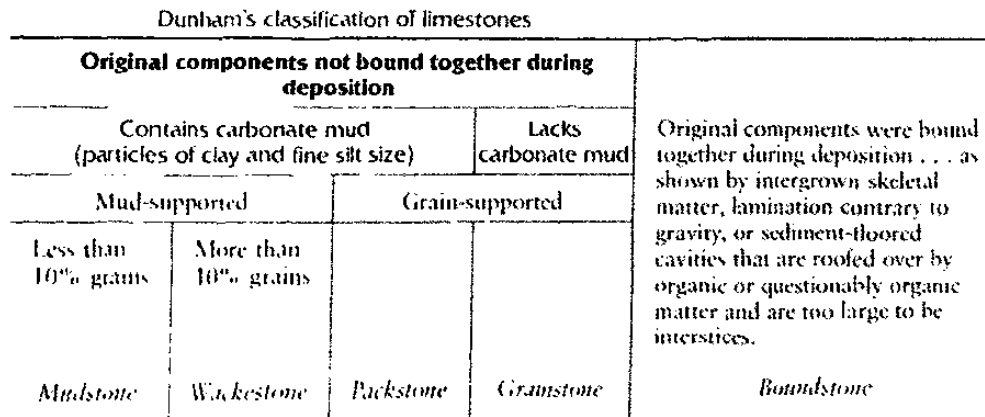 Dunham's classification of limestones
Original components not bound together during
deposition
Contains carbonate mud
(particles of clay and fine silt size)
Lacks
carbonate mud
Mud-supported
Grain-supported
Less than
10% grains
More than
10% grains
Mudstone
Wackestone
Packstone
Grainstone
Original components were bound
together during deposition . . . as
shown by intergrown skeletal
matter, lamination contrary to
gravity, or sediment-floored
cavities that are roofed over by
organic or questionably organic
matter and are too large to be
interstices.
Boundstone